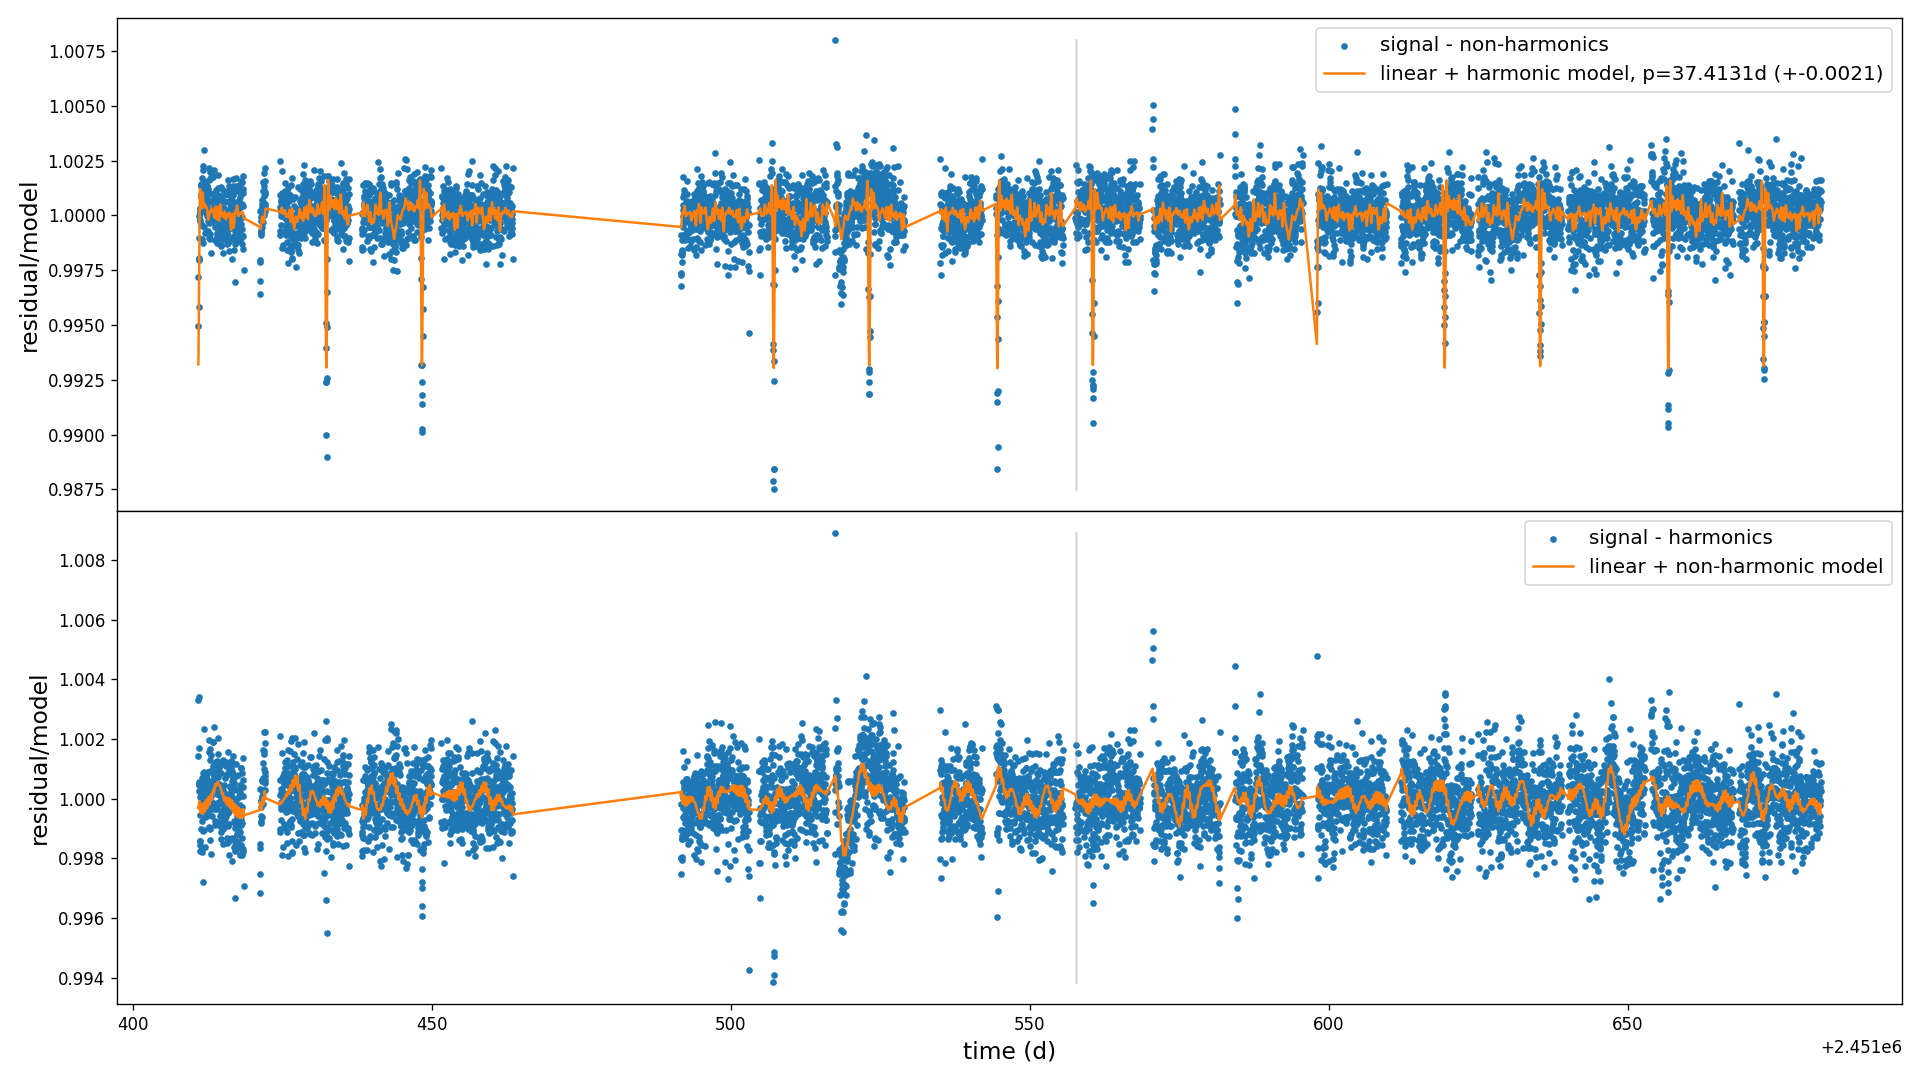 signal - non-harmonics
linear + harmonic model, p=37.4131d (+-0.0021)
residual/model
1.0075
1.0050
1.0025
1.0000
0.9975
0.9950
0.9925
0.9900
0.9875
signal - harmonics
linear + non-harmonic model
residual/model
1.008
1.006
1.004
1.002
1.000
0.998
0.996
0.994
400
450
500
550
600
650
time (d)
+2.451e6